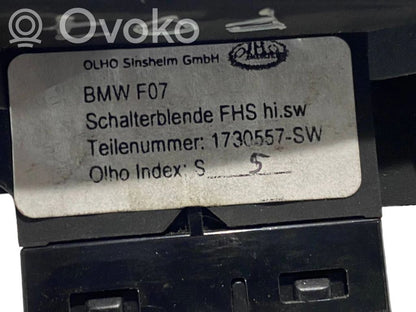 Ovoko
OLHO Sinsheim GmbH
BMW F07
Schalterblende FHS hi.sw
Teilenummer: 1730557-SW
Olho Index: S 5